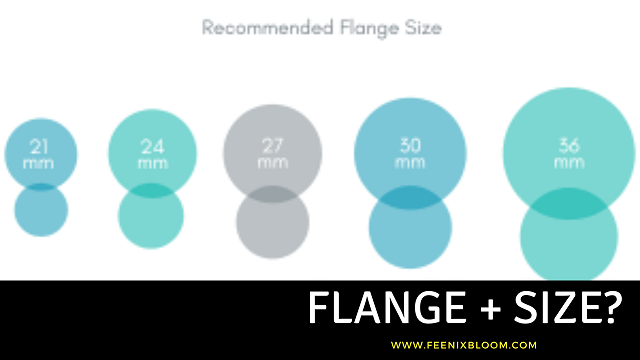 Recommended Flange Size
21
mm
24
mm
27
mm
30
mm
36
mm
FLANGE + SIZE?
WWW.FEENIXBLOOM.COM